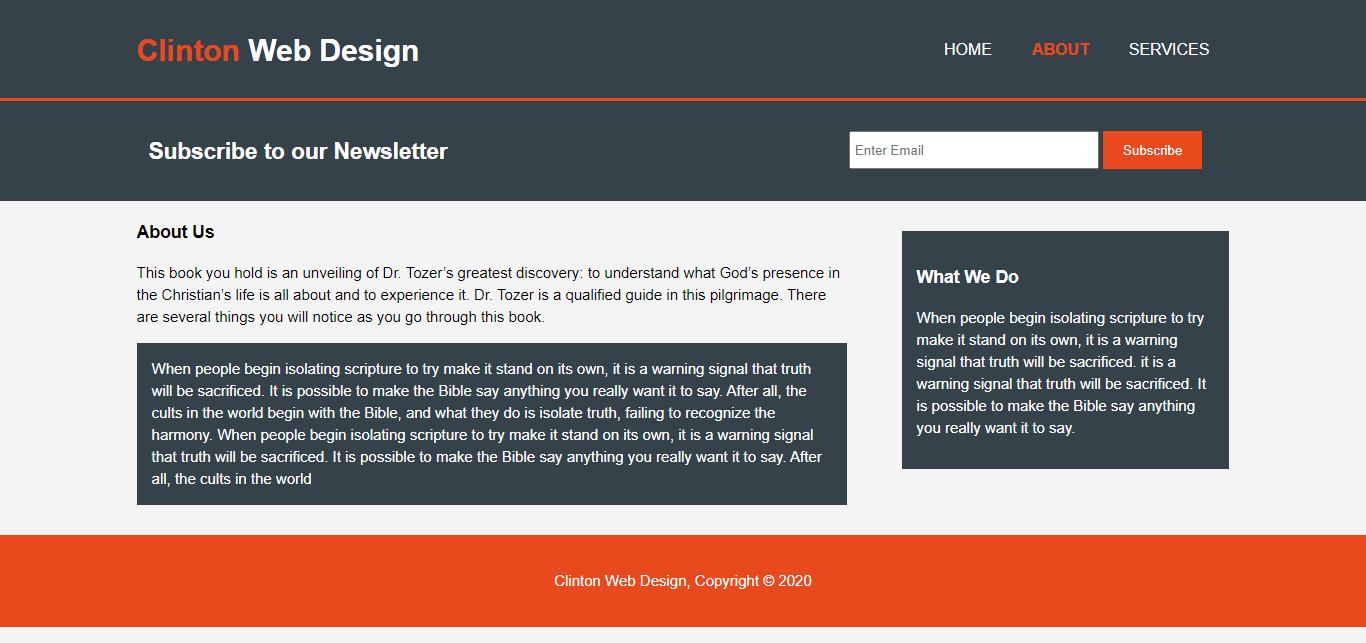 Clinton Web Design
HOME ABOUT SERVICES
Subscribe to our Newsletter
Enter Email
Subscribe
About Us
This book you hold is an unveiling of Dr. Tozer’s greatest discovery: to understand what God’s presence in
the Christian’s life is all about and to experience it. Dr. Tozer is a qualified guide in this pilgrimage. There
are several things you will notice as you go through this book.
When people begin isolating scripture to try make it stand on its own, it is a warning signal that truth
will be sacrificed. It is possible to make the Bible say anything you really want it to say. After all, the
cults in the world begin with the Bible, and what they do is isolate truth, failing to recognize the
harmony. When people begin isolating scripture to try make it stand on its own, it is a warning signal
that truth will be sacrificed. It is possible to make the Bible say anything you really want it to say. After
all, the cults in the world
What We Do
When people begin isolating scripture to try
make it stand on its own, it is a warning
signal that truth will be sacrificed. it is a
warning signal that truth will be sacrificed. It
is possible to make the Bible say anything
you really want it to say.
Clinton Web Design, Copyright © 2020